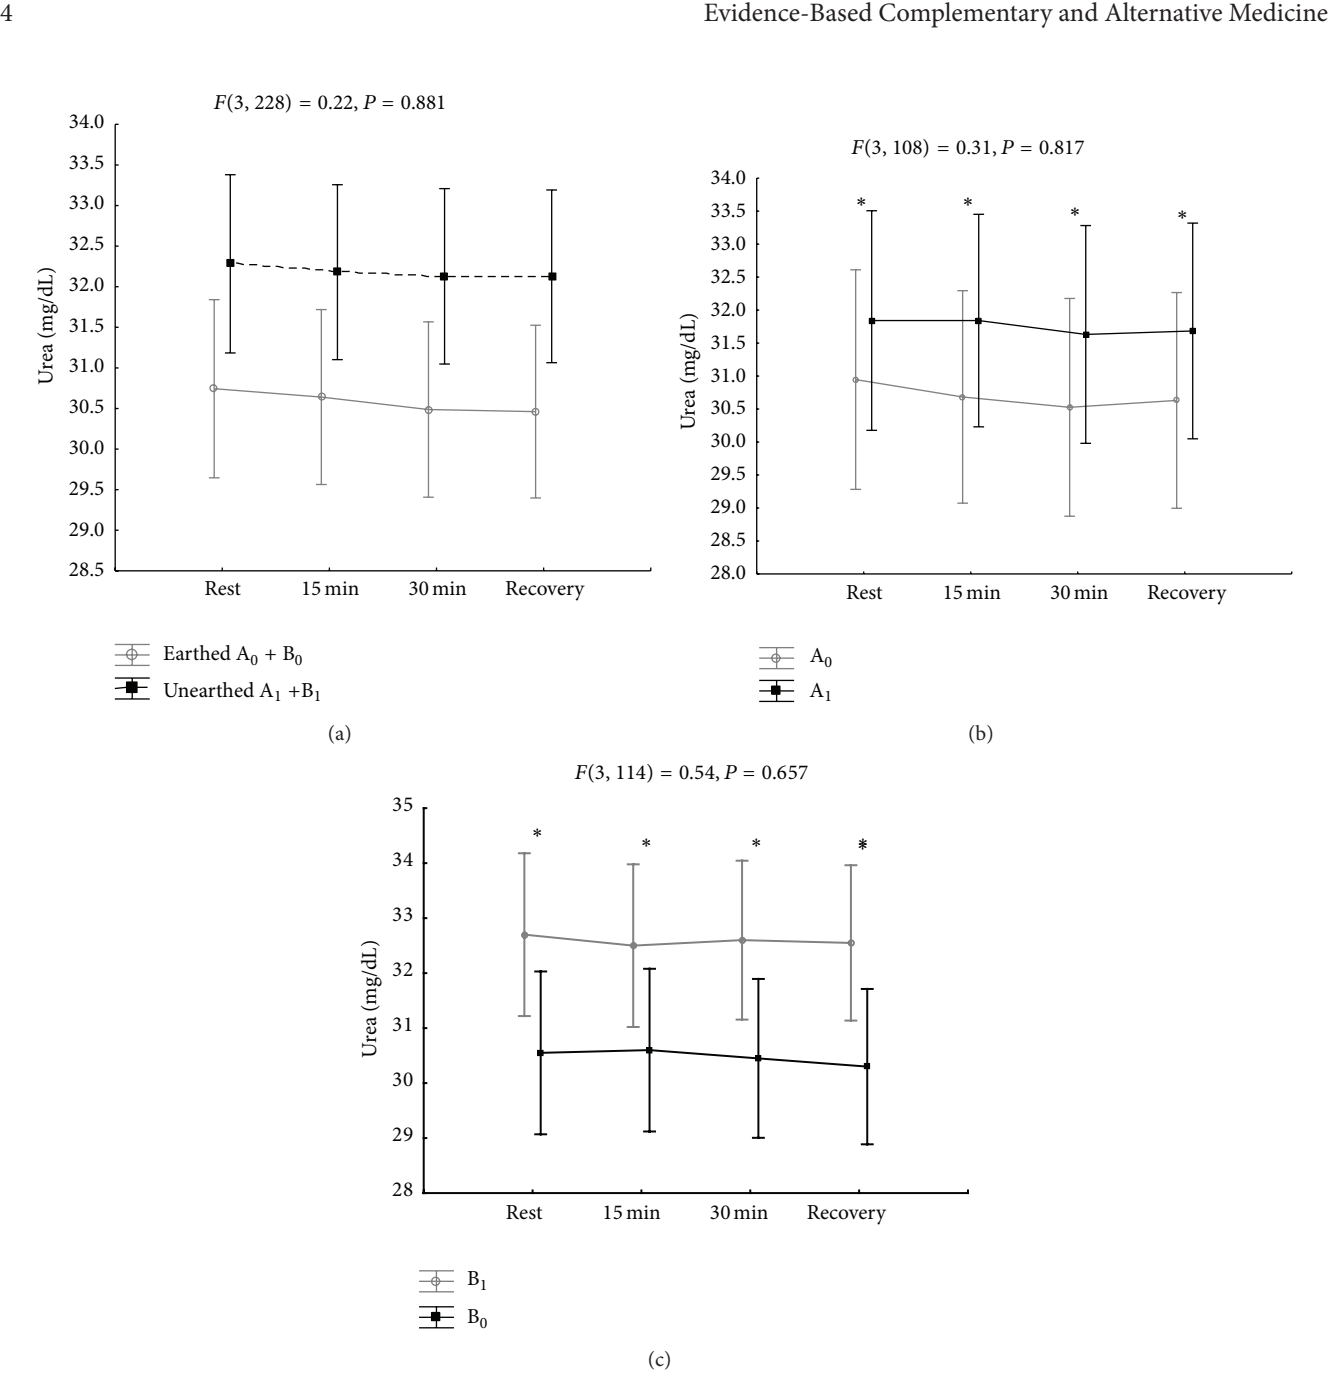 4
Evidence-Based Complementary and Alternative Medicine
F(3, 228) = 0.22, P = 0.881
34.0
33.5
33.0
32.5
32.0
31.5
31.0
30.5
30.0
29.5
29.0
28.5
Urea (mg/dL)
Rest 15 min 30 min Recovery
Earthed A0 + B0
Unearthed A1 +B1
(a)
F(3, 108) = 0.31, P = 0.817
34.0
33.5
33.0
32.5
32.0
31.5
31.0
30.5
30.0
29.5
29.0
28.5
28.0
Urea (mg/dL)
* * * *
Rest 15 min 30 min Recovery
A0
A1
(b)
F(3, 114) = 0.54, P = 0.657
35
34
33
32
31
30
29
28
Urea (mg/dL)
* * * *
Rest 15 min 30 min Recovery
B1
B0
(c)